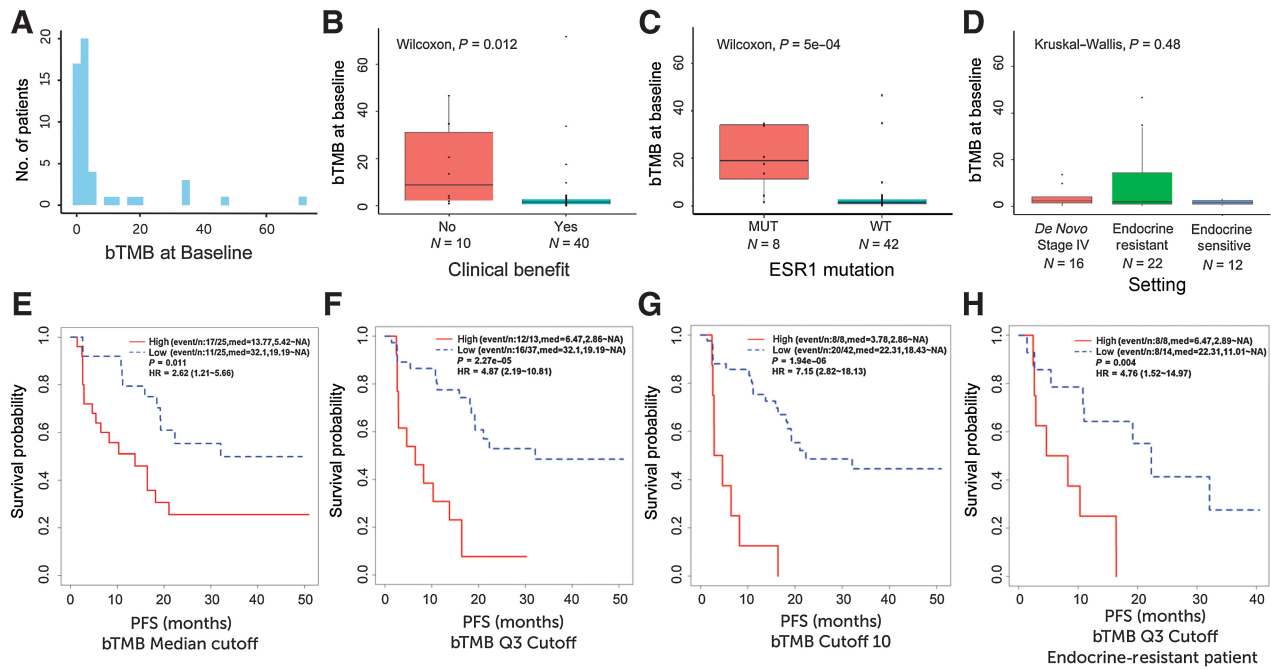 A
20
15
10
5
0
No. of patients
0 20 40 60
bTMB at Baseline
B
Wilcoxon, P = 0.012
60
40
20
0
bTMB at baseline
No Yes
N = 10 N = 40
Clinical benefit
C
Wilcoxon, P = 5e–04
60
40
20
0
bTMB at baseline
MUT WT
N = 8 N = 42
ESR1 mutation
D
Kruskal–Wallis, P = 0.48
60
40
20
0
bTMB at baseline
De Novo Endocrine Endocrine
Stage IV resistant sensitive
N = 16 N = 22 N = 12
Setting
E
High (event/n:17/25,med=13.77,5.42~NA)
Low (event/n:11/25,med=32.1,19.19~NA)
P = 0.011
HR = 2.62 (1.21~5.66)
1.0
0.8
0.6
0.4
0.2
0.0
Survival probability
0 10 20 30 40 50
PFS (months)
bTMB Median cutoff
F
High (event/n:12/13,med=6.47,2.86~NA)
Low (event/n:16/37,med=32.1,19.19~NA)
P = 2.27e-05
HR = 4.87 (2.19~10.81)
1.0
0.8
0.6
0.4
0.2
0.0
Survival probability
0 10 20 30 40 50
PFS (months)
bTMB Q3 Cutoff
G
High (event/n:8/8,med=3.78,2.86~NA)
Low (event/n:20/42,med=22.31,18.43~NA)
P = 1.94e-06
HR = 7.15 (2.82~18.13)
1.0
0.8
0.6
0.4
0.2
0.0
Survival probability
0 10 20 30 40 50
PFS (months)
bTMB Cutoff 10
H
High (event/n:8/8,med=6.47,2.89~NA)
Low (event/n:8/14,med=22.31,11.01~NA)
P = 0.004
HR = 4.76 (1.52~14.97)
1.0
0.8
0.6
0.4
0.2
0.0
Survival probability
0 10 20 30 40
PFS (months)
bTMB Q3 Cutoff
Endocrine-resistant patient